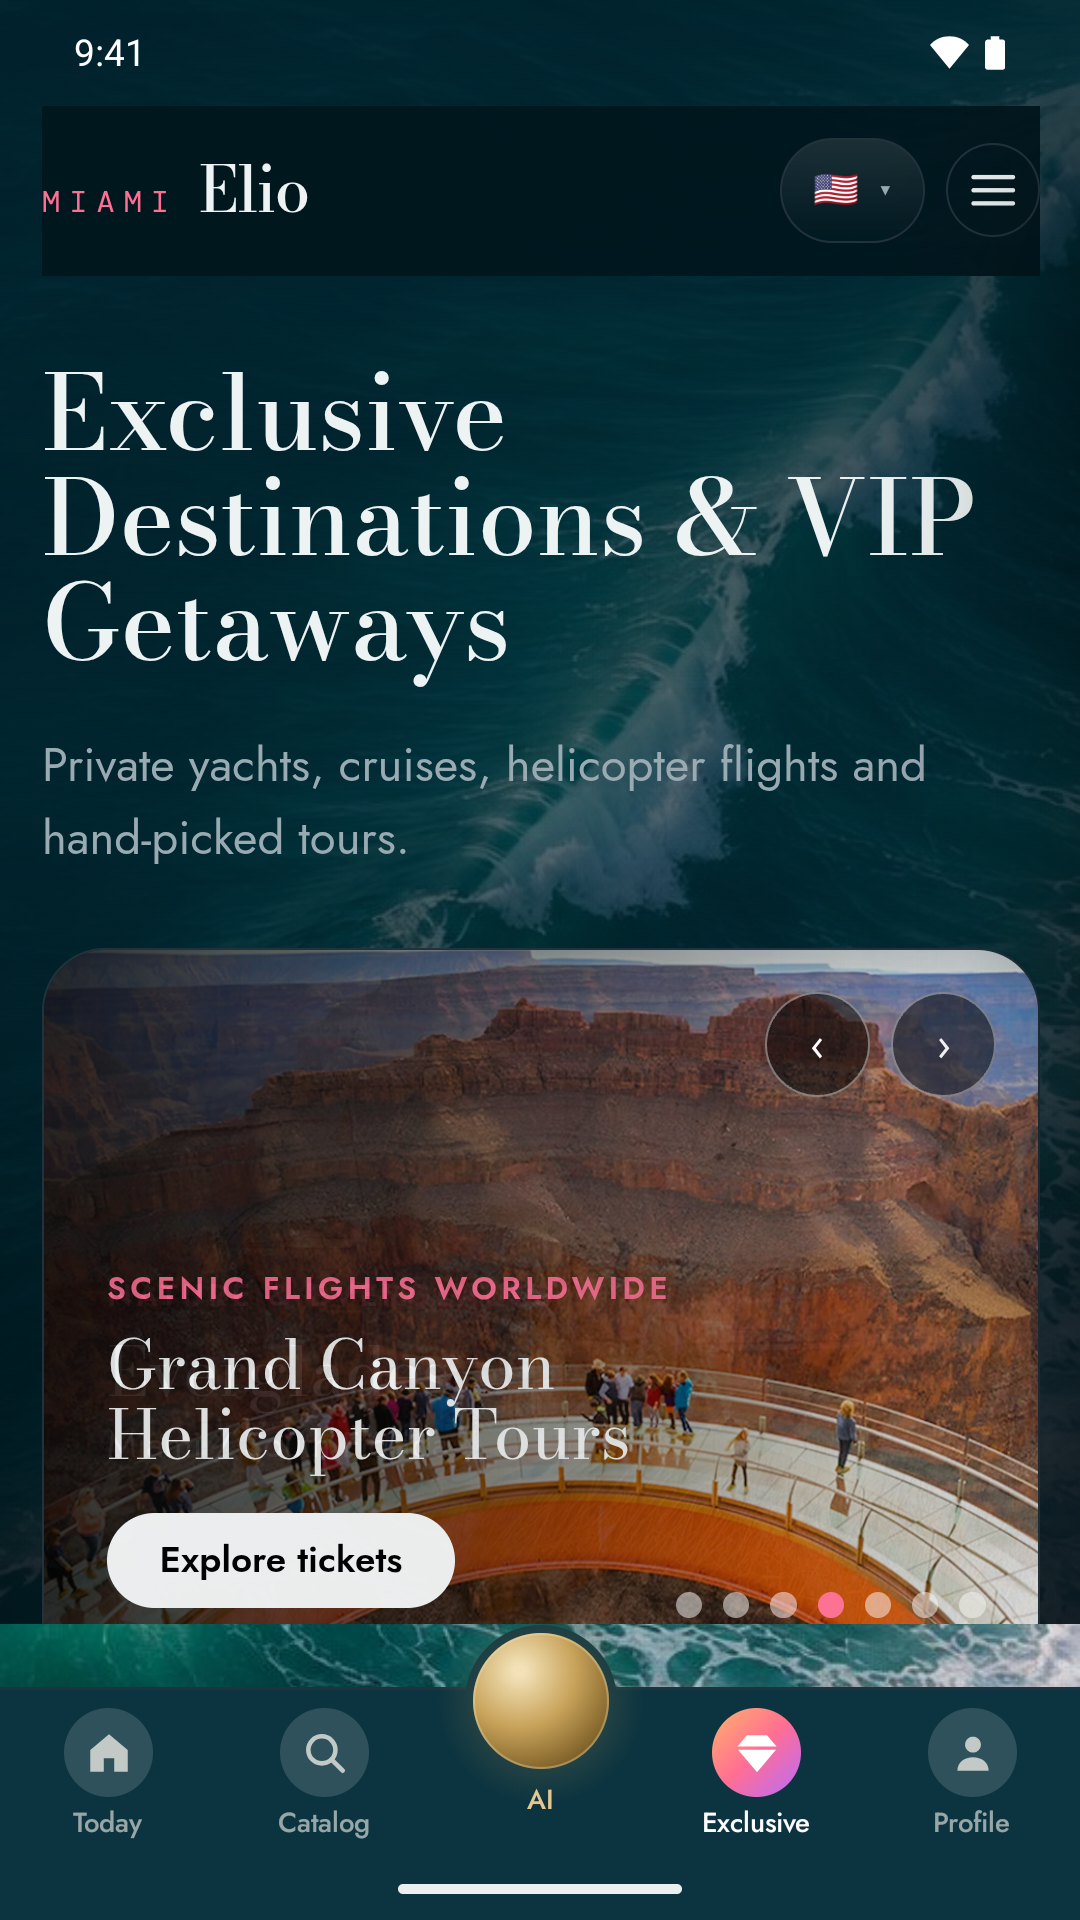 9:41
MIAMI Elio
Exclusive
Destinations & VIP
Getaways
Private yachts, cruises, helicopter flights and
hand-picked tours.
SCENIC FLIGHTS WORLDWIDE
Grand Canyon
Helicopter Tours
Explore tickets
Today
Catalog
AI
Exclusive
Profile